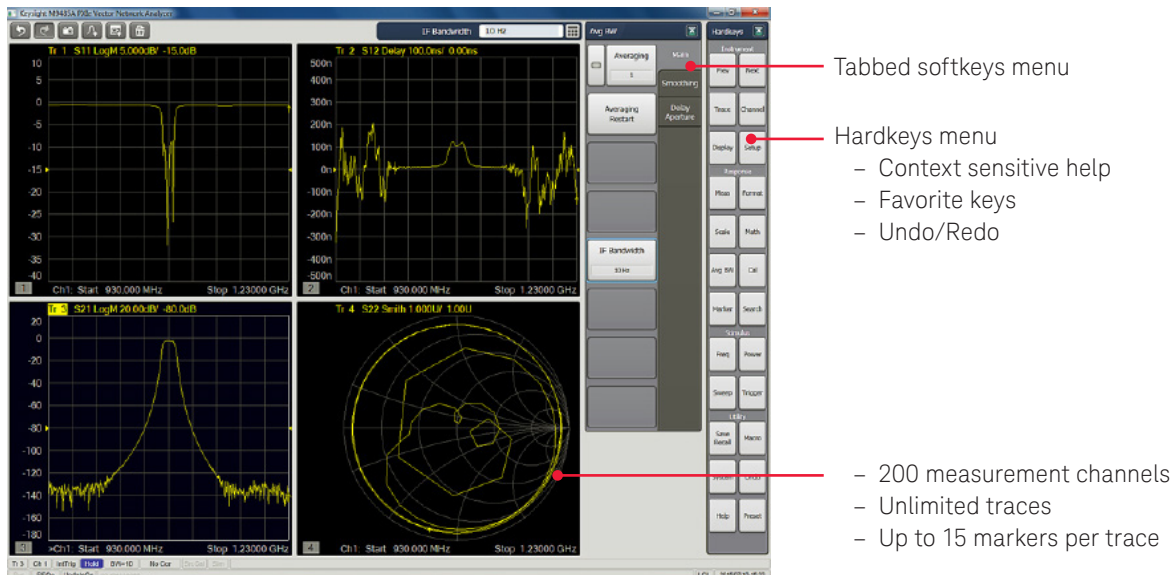 Keysight M9485A PXIe Vector Network Analyzer
IF Bandwidth 10 Hz
Tr 1 S11 LogM 5.000dB/ -15.0dB
10
5
0
-5
-10
-15
-20
-25
-30
-35
-40
1 Ch1: Start 930.000 MHz Stop 1.23000 GHz
Tr 2 S12 Delay 100.0ns/ 0.00ns
500n
400n
300n
200n
100n
0n
-100n
-200n
-300n
-400n
-500n
2 Ch1: Start 930.000 MHz Stop 1.23000 GHz
Tr 3 S21 LogM 20.00dB/ -80.0dB
20
0
-20
-40
-60
-80
-100
-120
-140
-160
-180
3 >Ch1: Start 930.000 MHz Stop 1.23000 GHz
Tr 4 S22 Smith 1.000U/ 1.00U
4 Ch1: Start 930.000 MHz Stop 1.23000 GHz
Tr 3 Ch 1 IntTrig Hold BW=10 No Cor
Avg BW
Averaging
1
Averaging
Restart
IF Bandwidth
10 Hz
Main
Smoothing
Delay
Aperture
Hardkeys
Instrument
Prev Next
Trace Channel
Display Setup
Response
Meas Format
Scale Math
Avg BW Cal
Marker Search
Stimulus
Freq Power
Sweep Trigger
Utility
Save
Recall
Macro
System Undo
Help Preset
Tabbed softkeys menu
Hardkeys menu
– Context sensitive help
– Favorite keys
– Undo/Redo
– 200 measurement channels
– Unlimited traces
– Up to 15 markers per trace